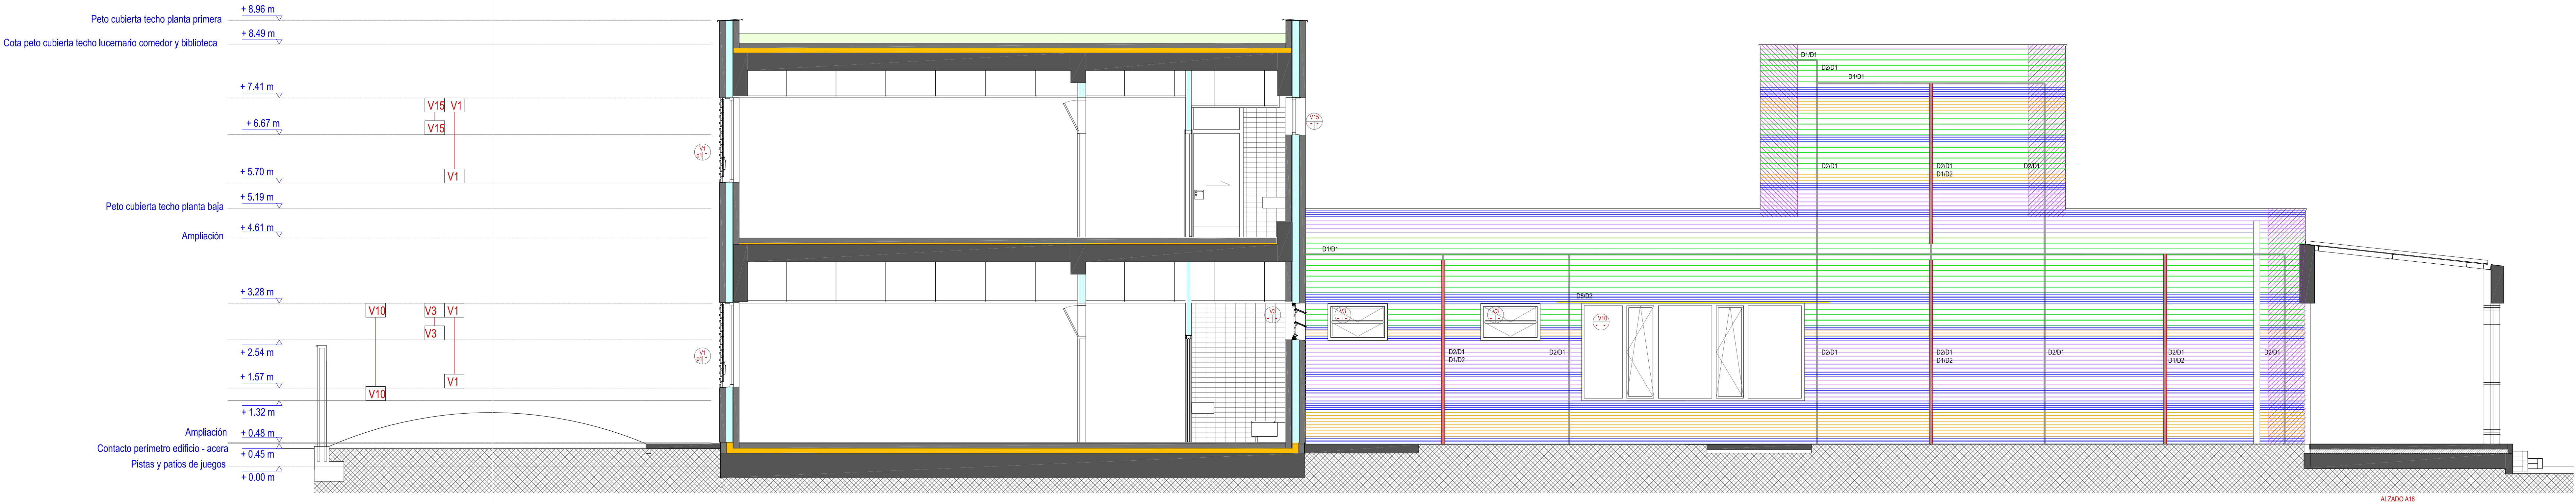 Peto cubierta techo planta primera
+ 8.96 m
Cota peto cubierta techo lucernario comedor y biblioteca
+ 8.49 m
+ 7.41 m
+ 6.67 m
+ 5.70 m
Peto cubierta techo planta baja
+ 5.19 m
Ampliación
+ 4.61 m
+ 3.28 m
+ 2.54 m
+ 1.57 m
+ 1.32 m
Ampliación
+ 0.48 m
Contacto perímetro edificio - acera
+ 0.45 m
Pistas y patios de juegos
+ 0,00 m
V15 V1
V15
V1
V10 V3 V1
V3
V1
V10
V1
V1
V15
V3
V3
V3
V10
D1/D1
D2/D1
D1/D1
D2/D1
D2/D1
D1/D2
D2/D1
D1/D1
D5/D2
D2/D1
D1/D2
D2/D1
D2/D1
D2/D1
D1/D2
D2/D1
D2/D1
D1/D2
D2/D1
ALZADO A16